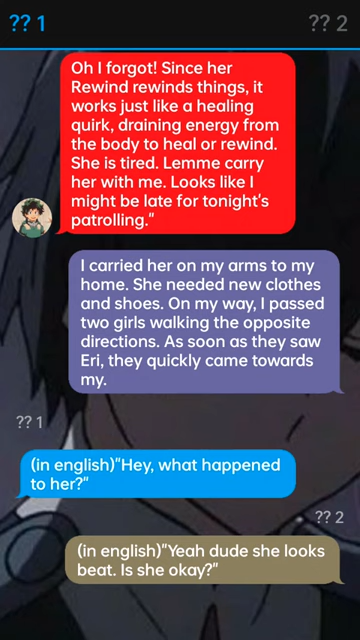 ?? 1
?? 2
Oh I forgot! Since her
Rewind rewinds things, it
works just like a healing
quirk, draining energy from
the body to heal or rewind.
She is tired. Lemme carry
her with me. Looks like I
might be late for tonight's
patrolling."
I carried her on my arms to my
home. She needed new clothes
and shoes. On my way, I passed
two girls walking the opposite
directions. As soon as they saw
Eri, they quickly came towards
my.
?? 1
(in english)"Hey, what happened
to her?"
?? 2
(in english)"Yeah dude she looks
beat. Is she okay?"